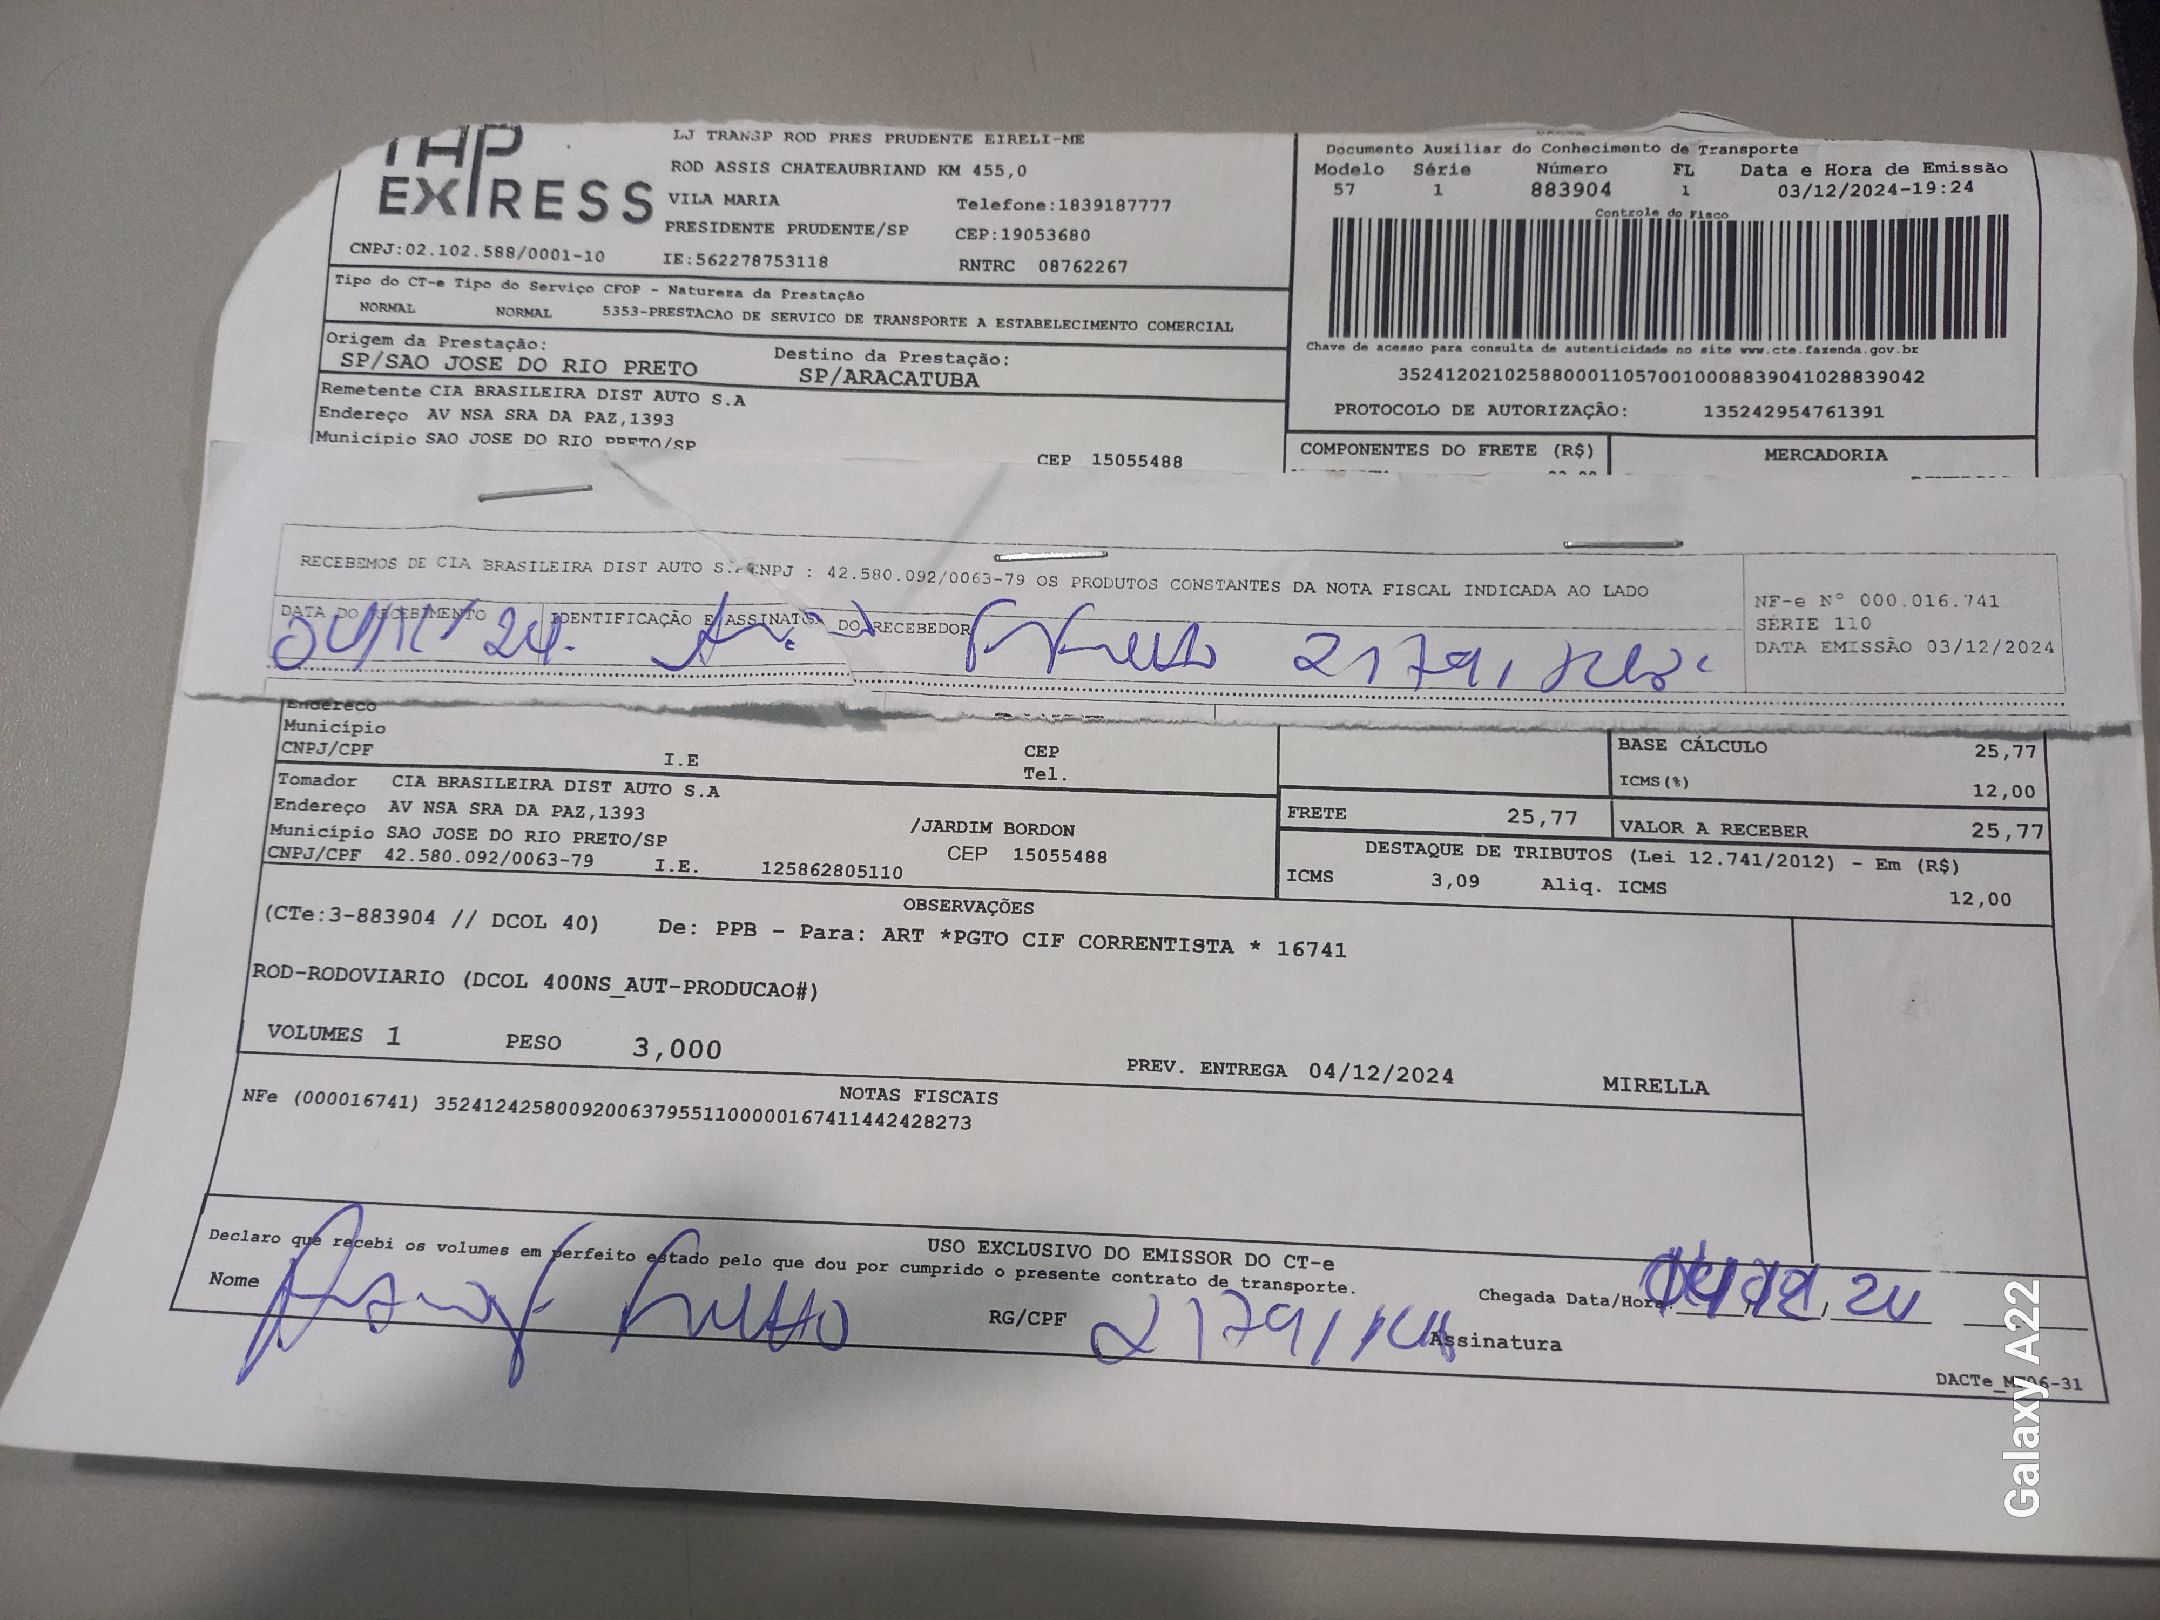 THP
EXPRESS
LJ TRANSP ROD PRES PRUDENTE EIRELI-ME
ROD ASSIS CHATEAUBRIAND KM 455,0
VILA MARIA Telefone:1839187777
PRESIDENTE PRUDENTE/SP CEP:19053680
CNPJ:02.102.588/0001-10 IE:562278753118 RNTRC 08762267
Documento Auxiliar do Conhecimento de Transporte
Modelo Série Número FL Data e Hora de Emissão
57 1 883904 1 03/12/2024-19:24
Controle do Fisco
Chave de acesso para consulta de autenticidade no site www.cte.fazenda.gov.br
35241202102588000110570010008839041028839042
PROTOCOLO DE AUTORIZAÇÃO: 135242954761391
Tipo do CT-e Tipo do Serviço CFOP - Natureza da Prestação
NORMAL NORMAL 5353-PRESTACAO DE SERVICO DE TRANSPORTE A ESTABELECIMENTO COMERCIAL
Origem da Prestação: Destino da Prestação:
SP/SAO JOSE DO RIO PRETO SP/ARACATUBA
Remetente CIA BRASILEIRA DIST AUTO S.A
Endereço AV NSA SRA DA PAZ,1393
Município SAO JOSE DO RIO PRETO/SP
CEP 15055488
COMPONENTES DO FRETE (R$) MERCADORIA
RECEBEMOS DE CIA BRASILEIRA DIST AUTO S.A CNPJ : 42.580.092/0063-79 OS PRODUTOS CONSTANTES DA NOTA FISCAL INDICADA AO LADO
DATA DO RECEBIMENTO IDENTIFICAÇÃO E ASSINATURA DO RECEBEDOR
NF-e N° 000.016.741
SÉRIE 110
DATA EMISSÃO 03/12/2024
Endereço
Município
CNPJ/CPF I.E CEP
Tel.
BASE CÁLCULO 25,77
ICMS(%) 12,00
Tomador CIA BRASILEIRA DIST AUTO S.A
Endereço AV NSA SRA DA PAZ,1393
/JARDIM BORDON
Município SAO JOSE DO RIO PRETO/SP CEP 15055488
CNPJ/CPF 42.580.092/0063-79 I.E. 125862805110
FRETE 25,77 VALOR A RECEBER 25,77
DESTAQUE DE TRIBUTOS (Lei 12.741/2012) - Em (R$)
ICMS 3,09 Aliq. ICMS 12,00
OBSERVAÇÕES
(CTe:3-883904 // DCOL 40) De: PPB - Para: ART *PGTO CIF CORRENTISTA * 16741
ROD-RODOVIARIO (DCOL 400NS_AUT-PRODUCAO#)
VOLUMES 1 PESO 3,000 PREV. ENTREGA 04/12/2024 MIRELLA
NOTAS FISCAIS
NFe (000016741) 35241242580092006379551100000167411442428273
USO EXCLUSIVO DO EMISSOR DO CT-e
Declaro que recebi os volumes em perfeito estado pelo que dou por cumprido o presente contrato de transporte.
Nome RG/CPF Assinatura
Chegada Data/Hora: 04/12/24
Galaxy A22